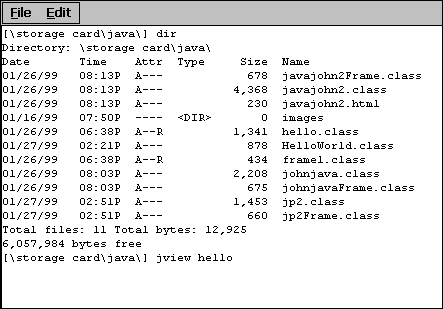 File Edit
[\storage card\java\] dir
Directory: \storage card\java\
Date Time Attr Type Size Name
01/26/99 08:13P A--- 678 javajohn2Frame.class
01/26/99 08:13P A--- 4,368 javajohn2.class
01/26/99 08:13P A--- 230 javajohn2.html
01/16/99 07:50P ---- <DIR> 0 images
01/26/99 06:38P A--R 1,341 hello.class
01/27/99 02:21P A--- 878 HelloWorld.class
01/26/99 06:38P A--R 434 frame1.class
01/26/99 08:03P A--- 2,208 johnjava.class
01/26/99 08:03P A--- 675 johnjavaFrame.class
01/27/99 02:51P A--- 1,453 jp2.class
01/27/99 02:51P A--- 660 jp2Frame.class
Total files: 11 Total bytes: 12,925
6,057,984 bytes free
[\storage card\java\] jview hello